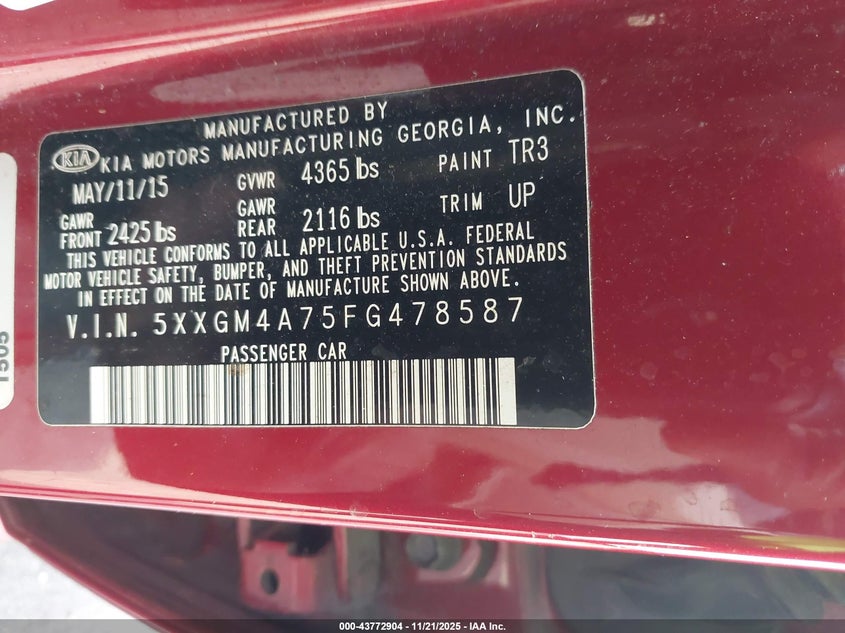 MANUFACTURED BY
KIA KIA MOTORS MANUFACTURING GEORGIA, INC.
MAY/11/15 GVWR 4365 lbs PAINT TR3
GAWR FRONT 2425 lbs GAWR REAR 2116 lbs TRIM UP
THIS VEHICLE CONFORMS TO ALL APPLICABLE U.S.A. FEDERAL
MOTOR VEHICLE SAFETY, BUMPER, AND THEFT PREVENTION STANDARDS
IN EFFECT ON THE DATE OF MANUFACTURE SHOWN ABOVE.
V.I.N. 5XXGM4A75FG478587
PASSENGER CAR
1505
000-43772904 | 11/21/2025 - IAA Inc.